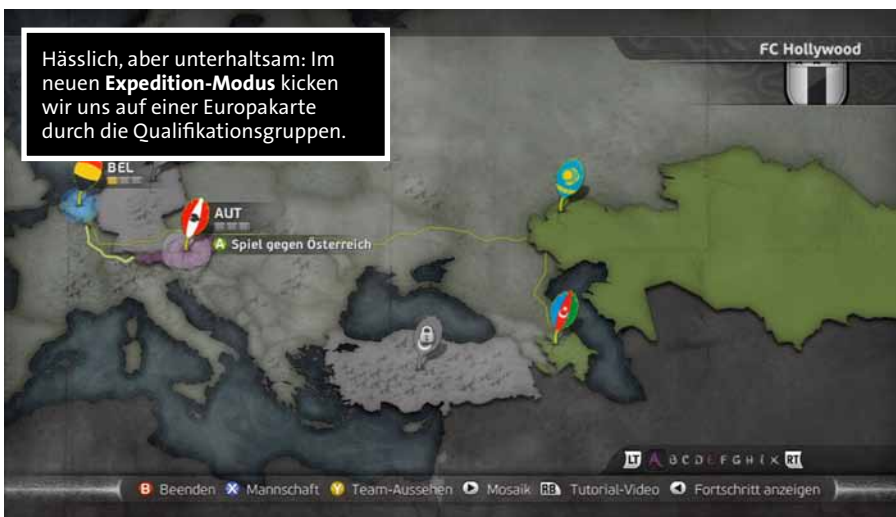 Hässlich, aber unterhaltsam: Im
neuen Expedition-Modus kicken
wir uns auf einer Europakarte
durch die Qualifikationsgruppen.
FC Hollywood
BEL
AUT
A Spiel gegen Österreich
LT A B C D E F G H I X RT
B Beenden X Mannschaft Y Team-Aussehen Mosaik RB Tutorial-Video Fortschritt anzeigen